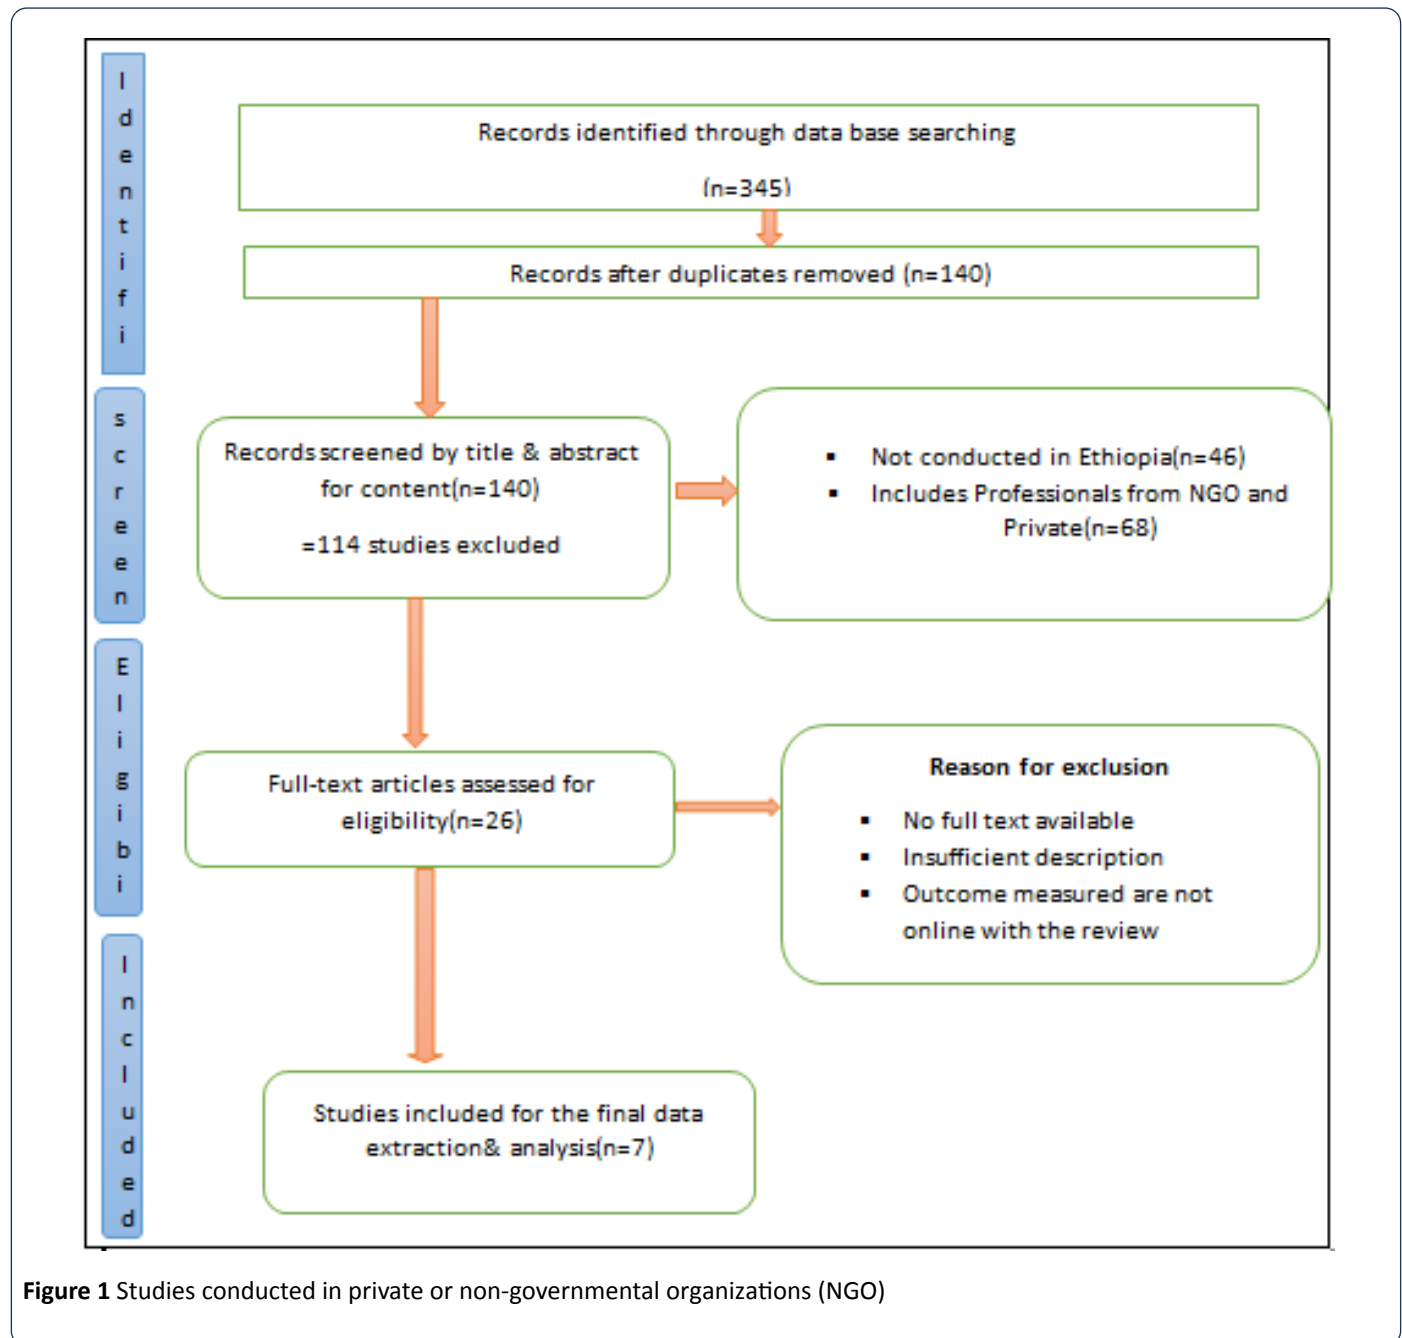 Identifi
Records identified through data base searching
(n=345)
Records after duplicates removed (n=140)
screen
Records screened by title & abstract
for content(n=140)
=114 studies excluded
▪ Not conducted in Ethiopia(n=46)
▪ Includes Professionals from NGO and
Private(n=68)
Eligibi
Full-text articles assessed for
eligibility(n=26)
Reason for exclusion
▪ No full text available
▪ Insufficient description
▪ Outcome measured are not
online with the review
Included
Studies included for the final data
extraction& analysis(n=7)
Figure 1 Studies conducted in private or non-governmental organizations (NGO)